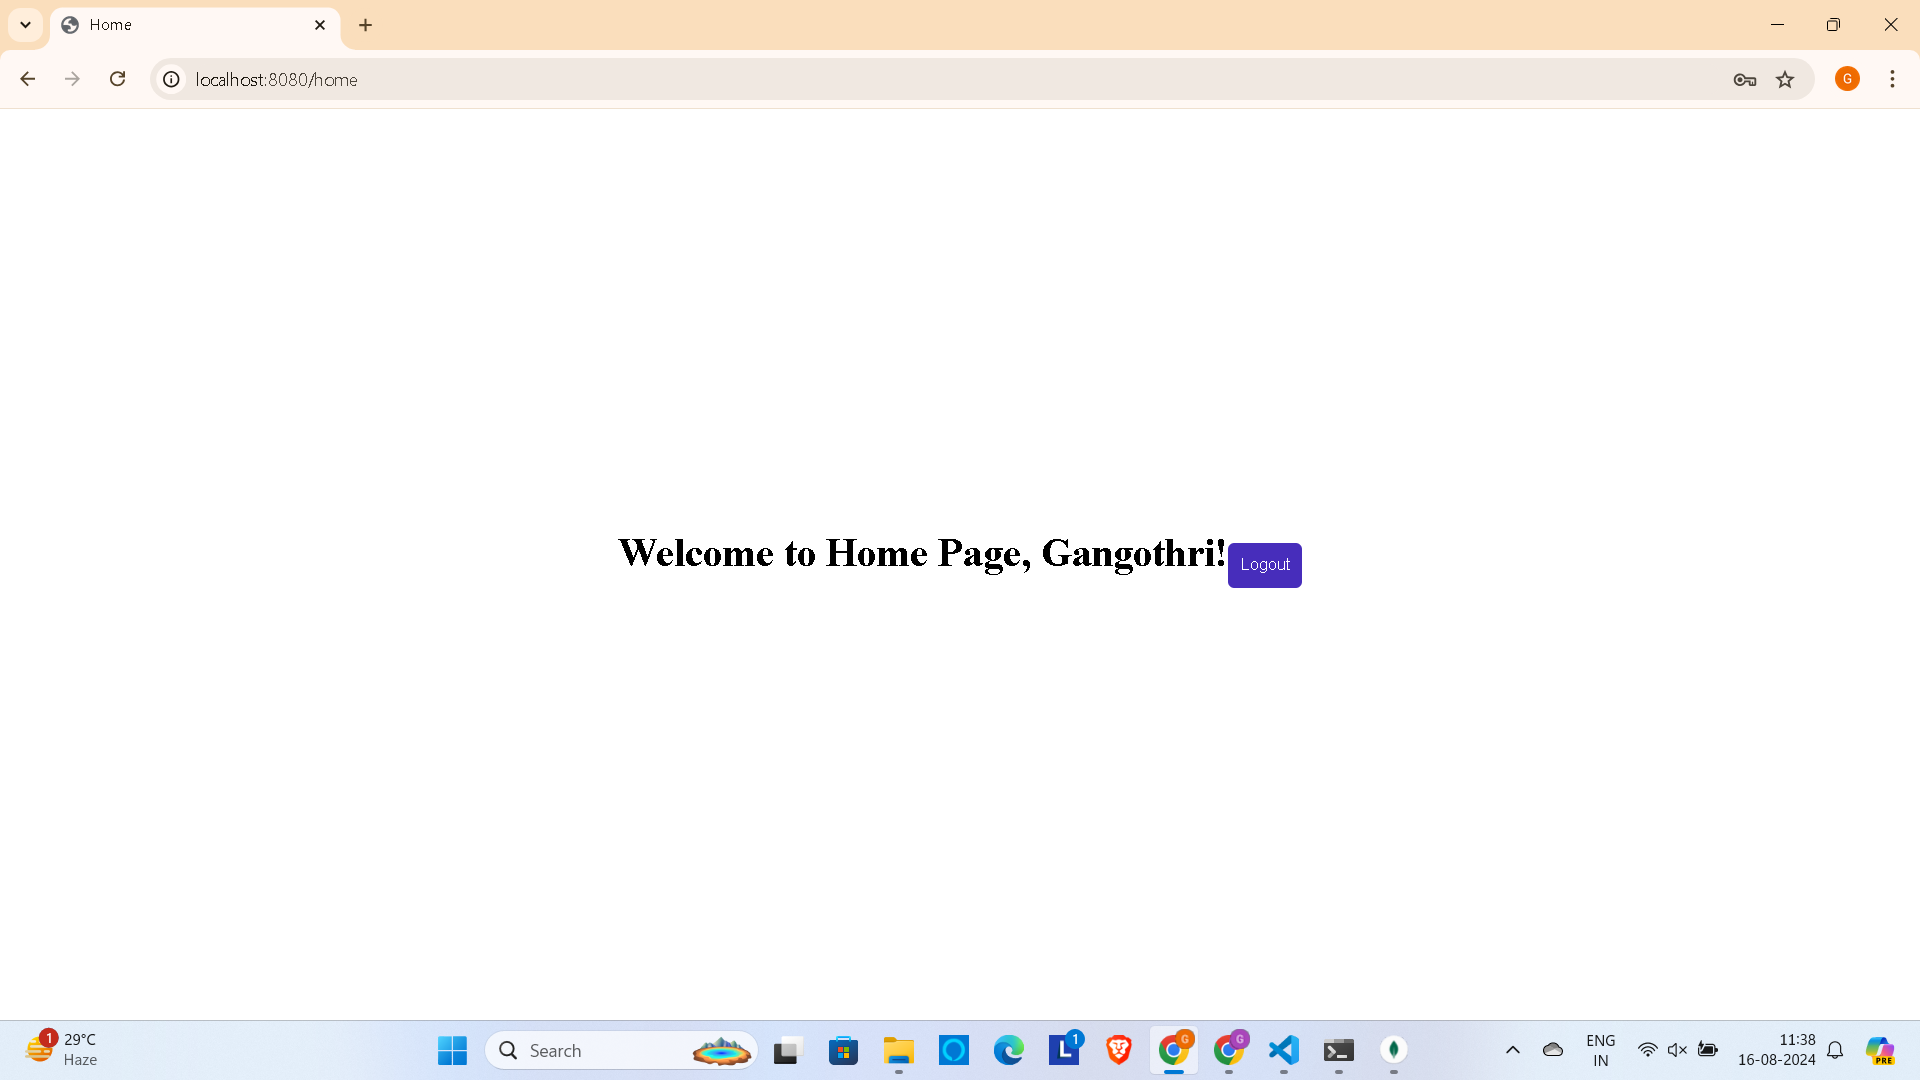 Home
localhost:8080/home
G
Welcome to Home Page, Gangothri!
Logout
1
29°C
Haze
Search
L
1
G
G
ENG
IN
11:38
16-08-2024
PRE